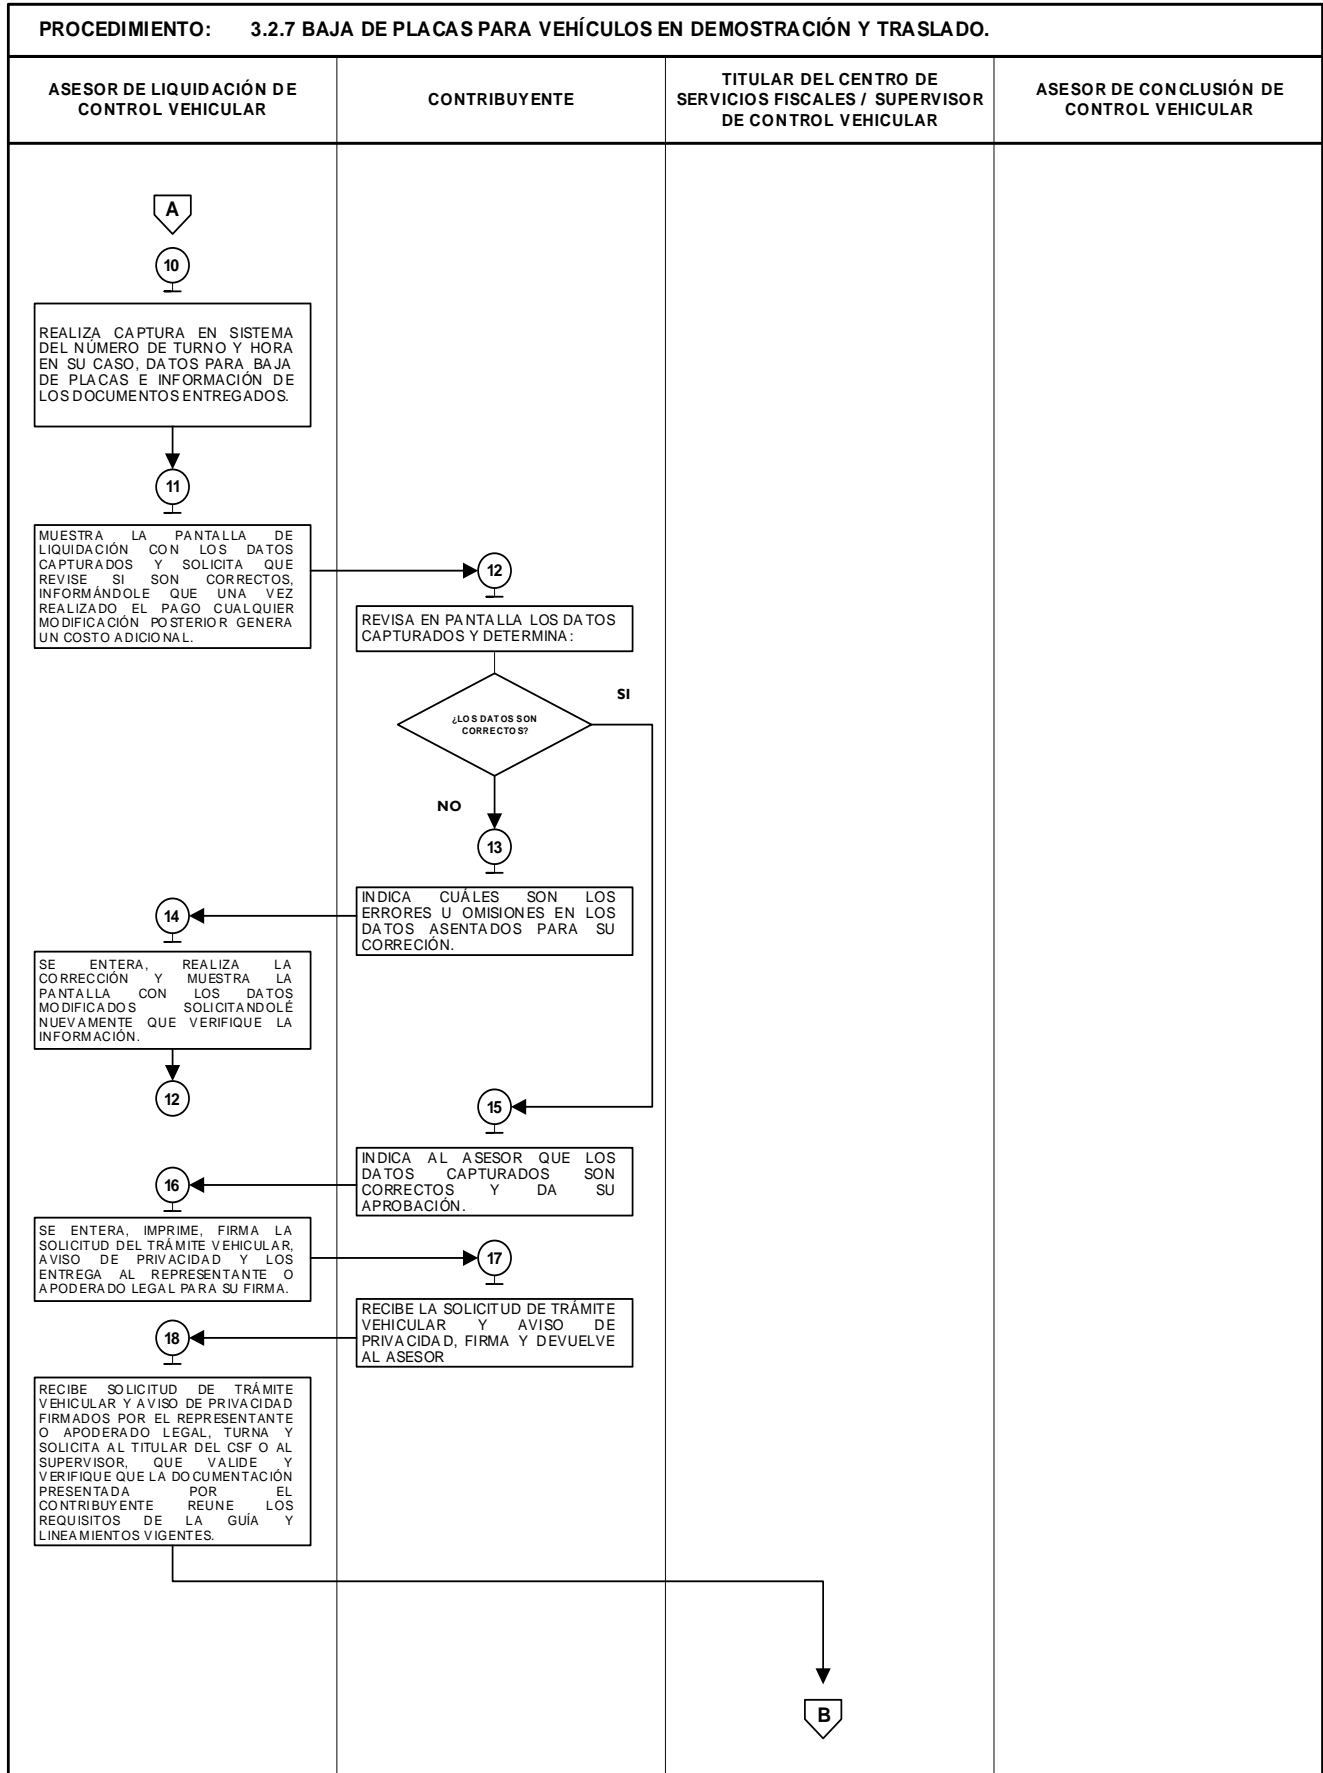 PROCEDIMIENTO: 3.2.7 BAJA DE PLACAS PARA VEHÍCULOS EN DEMOSTRACIÓN Y TRASLADO.
ASESOR DE LIQUIDACIÓN DE
CONTROL VEHICULAR
CONTRIBUYENTE
TITULAR DEL CENTRO DE
SERVICIOS FISCALES / SUPERVISOR
DE CONTROL VEHICULAR
ASESOR DE CONCLUSIÓN DE
CONTROL VEHICULAR
A
10
REALIZA CAPTURA EN SISTEMA
DEL NÚMERO DE TURNO Y HORA
EN SU CASO, DATOS PARA BAJA
DE PLACAS E INFORMACIÓN DE
LOS DOCUMENTOS ENTREGADOS.
11
MUESTRA LA PANTALLA DE
LIQUIDACIÓN CON LOS DATOS
CAPTURADOS Y SOLICITA QUE
REVISE SI SON CORRECTOS,
INFORMÁNDOLE QUE UNA VEZ
REALIZADO EL PAGO CUALQUIER
MODIFICACIÓN POSTERIOR GENERA
UN COSTO ADICIONAL.
12
REVISA EN PANTALLA LOS DATOS
CAPTURADOS Y DETERMINA:
SI
¿LOS DATOS SON
CORRECTOS?
NO
13
INDICA CUÁLES SON LOS
ERRORES U OMISIONES EN LOS
DATOS ASENTADOS PARA SU
CORRECIÓN.
14
SE ENTERA, REALIZA LA
CORRECCIÓN Y MUESTRA LA
PANTALLA CON LOS DATOS
MODIFICADOS SOLICITANDOLÉ
NUEVAMENTE QUE VERIFIQUE LA
INFORMACIÓN.
12
15
INDICA AL ASESOR QUE LOS
DATOS CAPTURADOS SON
CORRECTOS Y DA SU
APROBACIÓN.
16
SE ENTERA, IMPRIME, FIRMA LA
SOLICITUD DEL TRÁMITE VEHICULAR,
AVISO DE PRIVACIDAD Y LOS
ENTREGA AL REPRESENTANTE O
APODERADO LEGAL PARA SU FIRMA.
17
RECIBE LA SOLICITUD DE TRÁMITE
VEHICULAR Y AVISO DE
PRIVACIDAD, FIRMA Y DEVUELVE
AL ASESOR
18
RECIBE SOLICITUD DE TRÁMITE
VEHICULAR Y AVISO DE PRIVACIDAD
FIRMADOS POR EL REPRESENTANTE
O APODERADO LEGAL, TURNA Y
SOLICITA AL TITULAR DEL CSF O AL
SUPERVISOR, QUE VALIDE Y
VERIFIQUE QUE LA DOCUMENTACIÓN
PRESENTADA POR EL
CONTRIBUYENTE REUNE LOS
REQUISITOS DE LA GUÍA Y
LINEAMIENTOS VIGENTES.
B